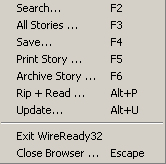 Search... F2
All Stories ... F3
Save... F4
Print Story ... F5
Archive Story ... F6
Rip + Read ... Alt+P
Update... Alt+U
Exit WireReady32
Close Browser ... Escape